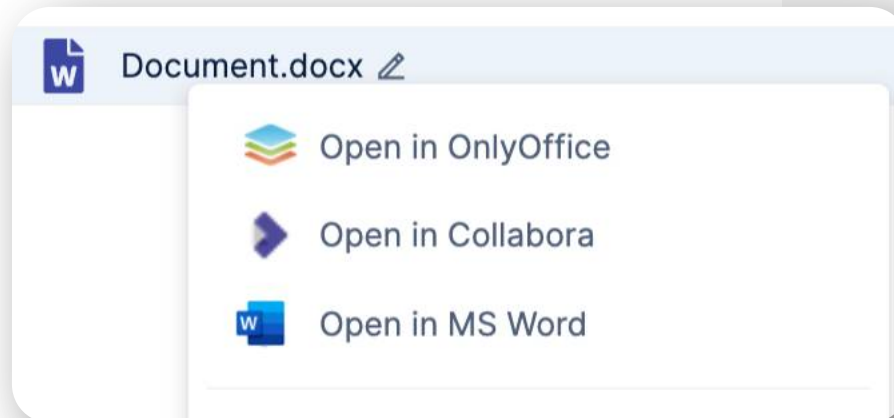 W Document.docx
Open in OnlyOffice
Open in Collabora
W Open in MS Word